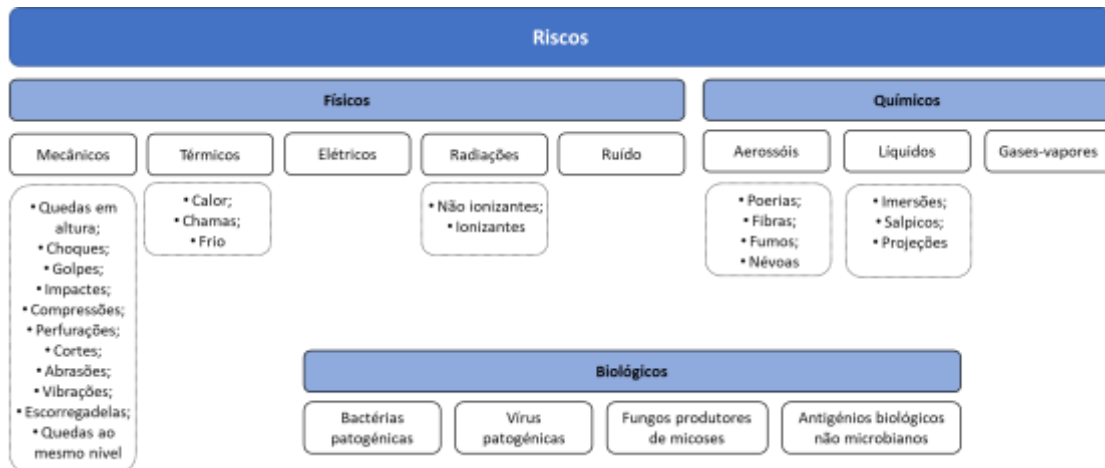 Riscos
Físicos
Químicos
Mecânicos
Térmicos
Elétricos
Radiações
Ruído
Aerossóis
Líquidos
Gases-vapores
• Quedas em
altura;
• Choques;
• Golpes;
• Impactes;
• Compressões;
• Perfurações;
• Cortes;
• Abrasões;
• Vibrações;
• Escorregadelas;
• Quedas ao
mesmo nível
• Calor;
• Chamas;
• Frio
• Não ionizantes;
• Ionizantes
• Poerias;
• Fibras;
• Fumos;
• Névoas
• Imersões;
• Salpicos;
• Projeções
Biológicos
Bactérias
patogénicas
Vírus
patogénicas
Fungos produtores
de micoses
Antigénios biológicos
não microbianos